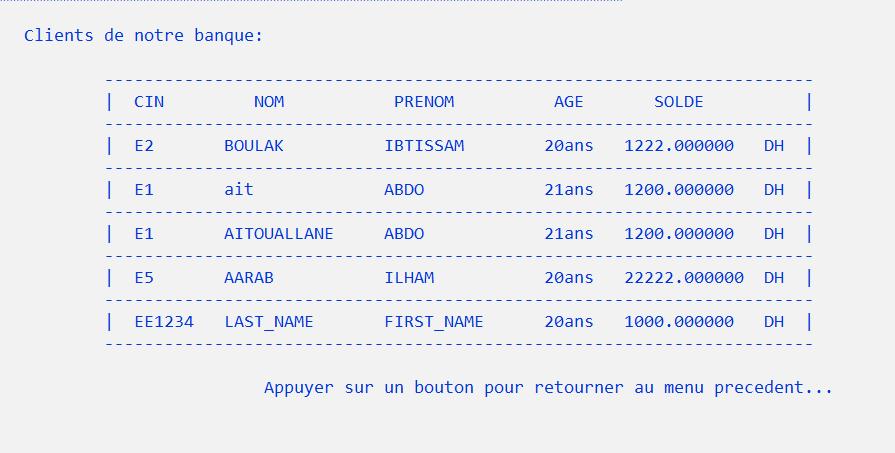 Clients de notre banque:
-----------------------------------------------------------------------
| CIN NOM PRENOM AGE SOLDE |
-----------------------------------------------------------------------
| E2 BOULAK IBTISSAM 20ans 1222.000000 DH |
-----------------------------------------------------------------------
| E1 ait ABDO 21ans 1200.000000 DH |
-----------------------------------------------------------------------
| E1 AITOUALLANE ABDO 21ans 1200.000000 DH |
-----------------------------------------------------------------------
| E5 AARAB ILHAM 20ans 22222.000000 DH |
-----------------------------------------------------------------------
| EE1234 LAST_NAME FIRST_NAME 20ans 1000.000000 DH |
-----------------------------------------------------------------------
Appuyer sur un bouton pour retourner au menu precedent...